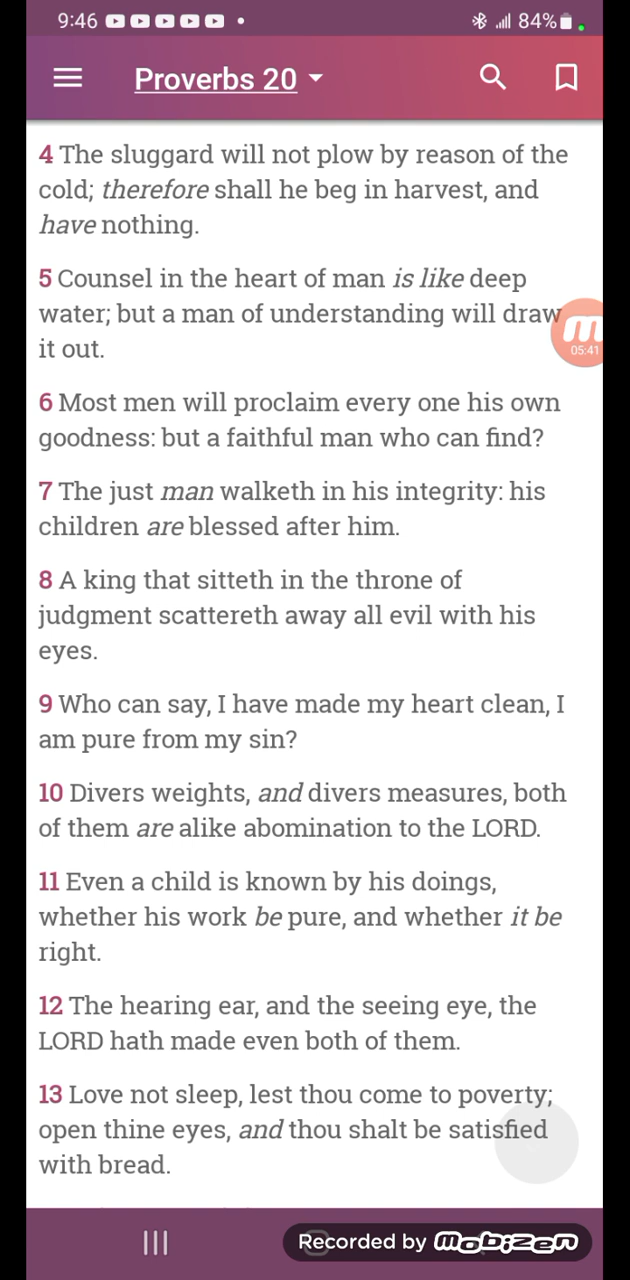 9:46 84%
Proverbs 20
4 The sluggard will not plow by reason of the
cold; therefore shall he beg in harvest, and
have nothing.
5 Counsel in the heart of man is like deep
water; but a man of understanding will draw
it out.
m
05:41
6 Most men will proclaim every one his own
goodness: but a faithful man who can find?
7 The just man walketh in his integrity: his
children are blessed after him.
8 A king that sitteth in the throne of
judgment scattereth away all evil with his
eyes.
9 Who can say, I have made my heart clean, I
am pure from my sin?
10 Divers weights, and divers measures, both
of them are alike abomination to the LORD.
11 Even a child is known by his doings,
whether his work be pure, and whether it be
right.
12 The hearing ear, and the seeing eye, the
LORD hath made even both of them.
13 Love not sleep, lest thou come to poverty;
open thine eyes, and thou shalt be satisfied
with bread.
Recorded by mobizen